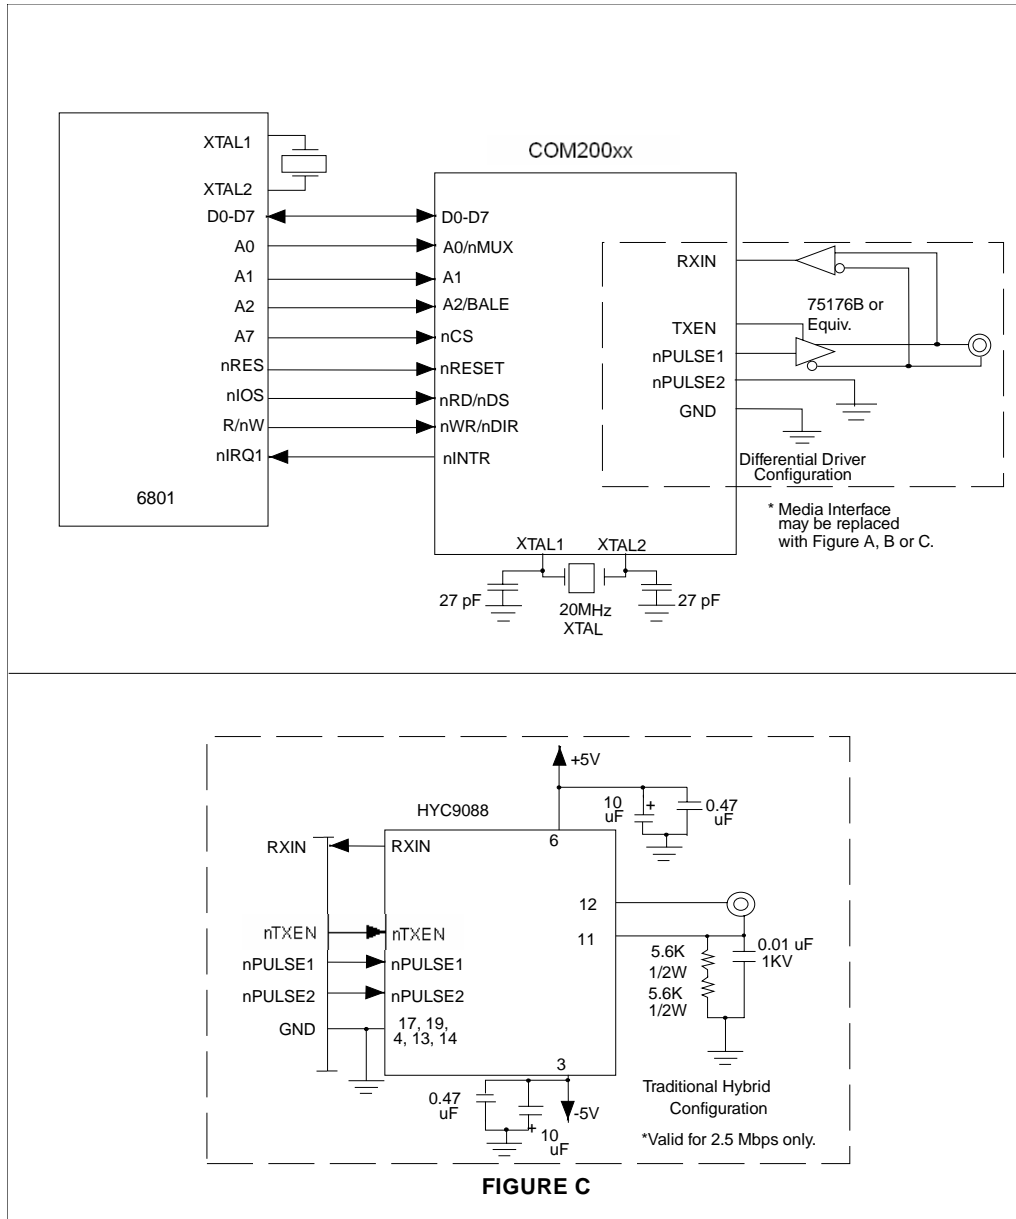 COM200xx
XTAL1
XTAL2
D0-D7
A0
A1
A2
A7
nRES
nIOS
R/nW
nIRQ1
6801
D0-D7
A0/nMUX
A1
A2/BALE
nCS
nRESET
nRD/nDS
nWR/nDIR
nINTR
RXIN
TXEN
nPULSE1
nPULSE2
GND
75176B or
Equiv.
Differential Driver
Configuration
* Media Interface
may be replaced
with Figure A, B or C.
XTAL1
XTAL2
27 pF
20MHz
XTAL
27 pF
+5V
HYC9088
10
uF
+
0.47
uF
6
RXIN
RXIN
12
nTXEN
nTXEN
11
nPULSE1
nPULSE1
nPULSE2
nPULSE2
5.6K
1/2W
5.6K
1/2W
0.01 uF
1KV
GND
17, 19,
4, 13, 14
3
0.47
uF
+
10
uF
-5V
Traditional Hybrid
Configuration
*Valid for 2.5 Mbps only.
FIGURE C